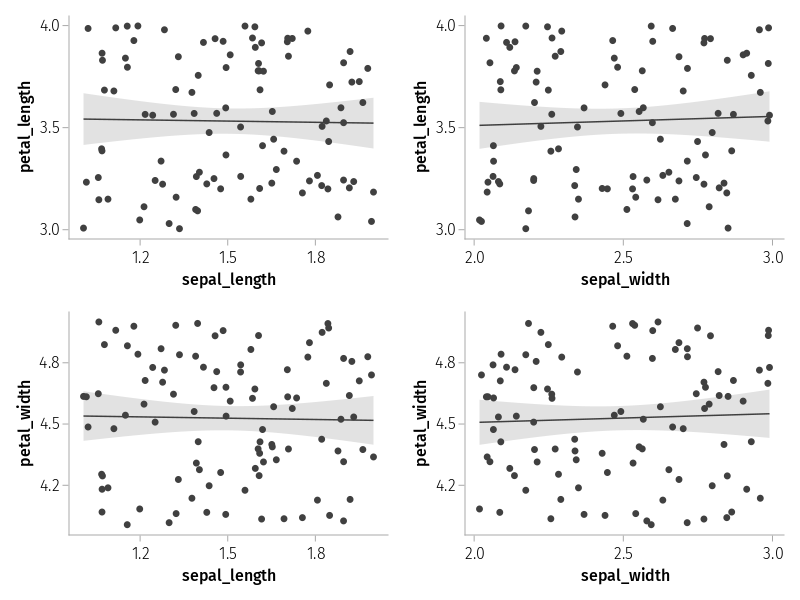 4.0
3.5
3.0
petal_length
1.2 1.5 1.8
sepal_length
4.0
3.5
3.0
petal_length
2.0 2.5 3.0
sepal_width
4.8
4.5
4.2
petal_width
1.2 1.5 1.8
sepal_length
4.8
4.5
4.2
petal_width
2.0 2.5 3.0
sepal_width